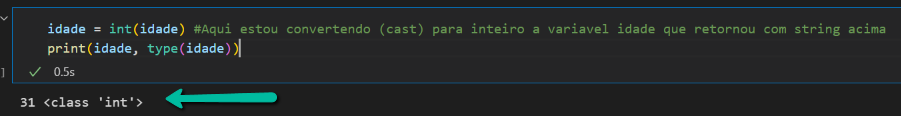 idade = int(idade) #Aqui estou convertendo (cast) para inteiro a variavel idade que retornou com string acima
print(idade, type(idade))
] ✓ 0.5s
31 <class 'int'>